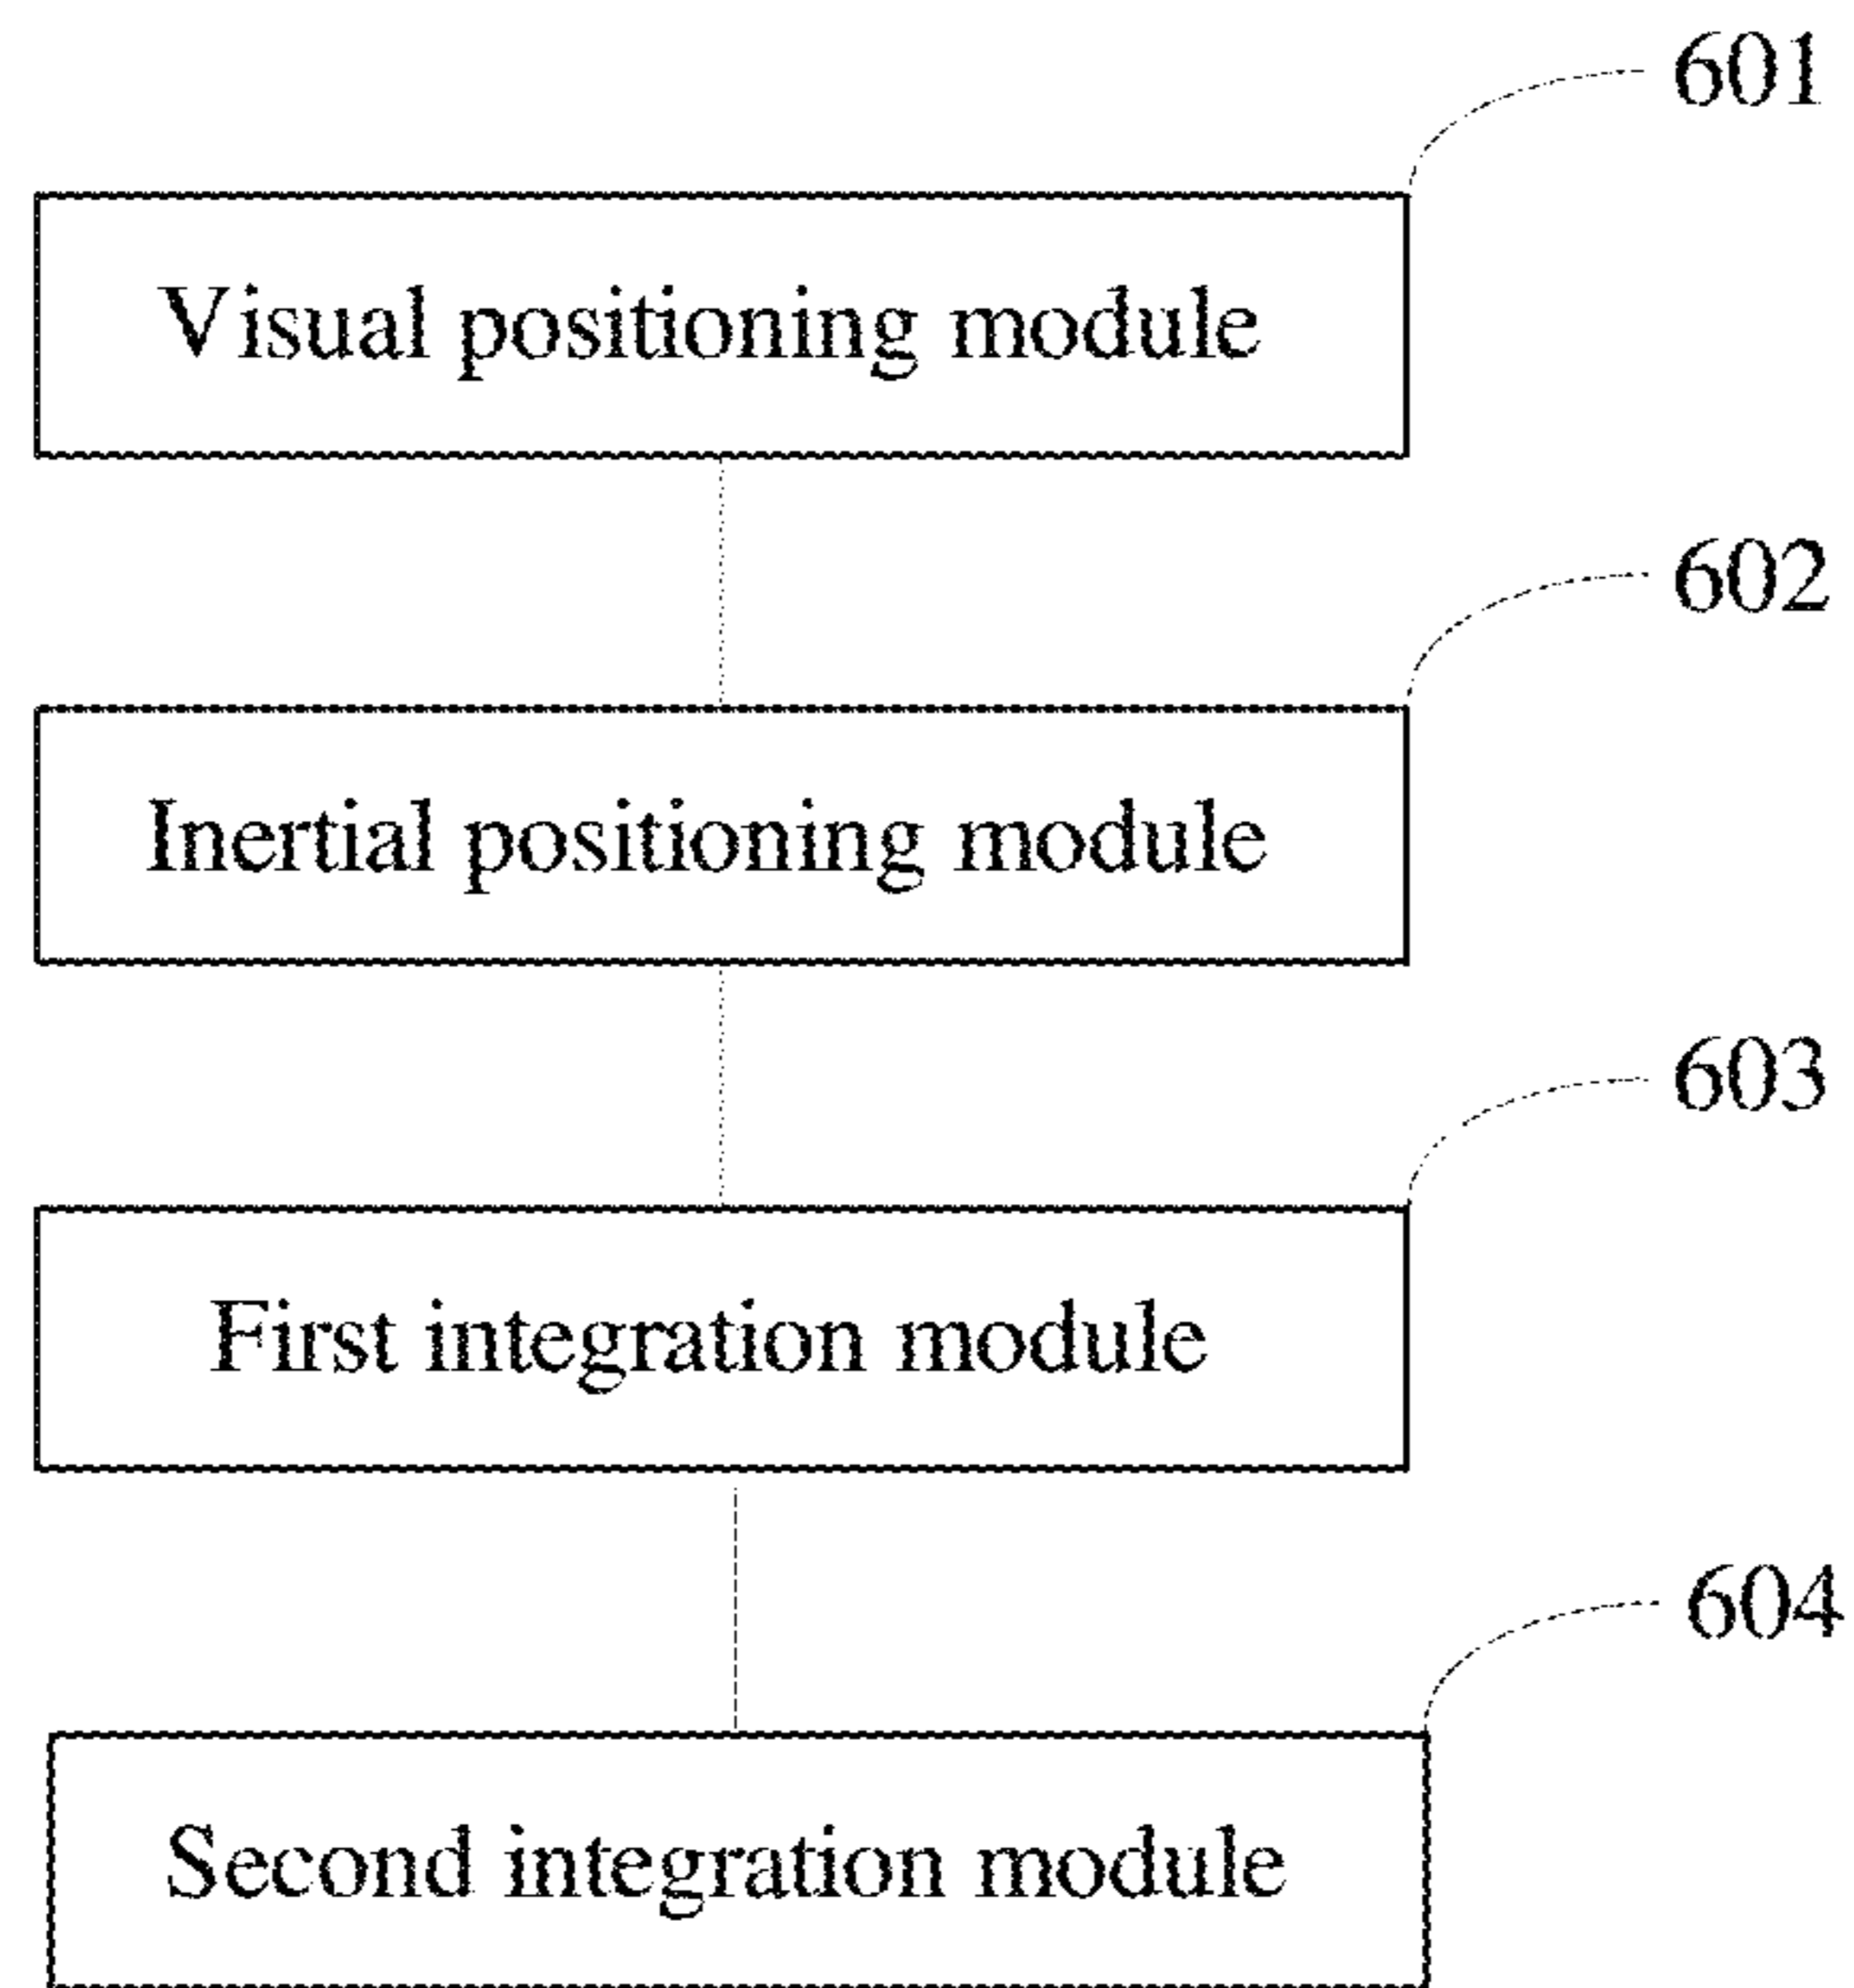 601
Visual positioning module
602
Inertial positioning module
603
First integration module
604
Second integration module